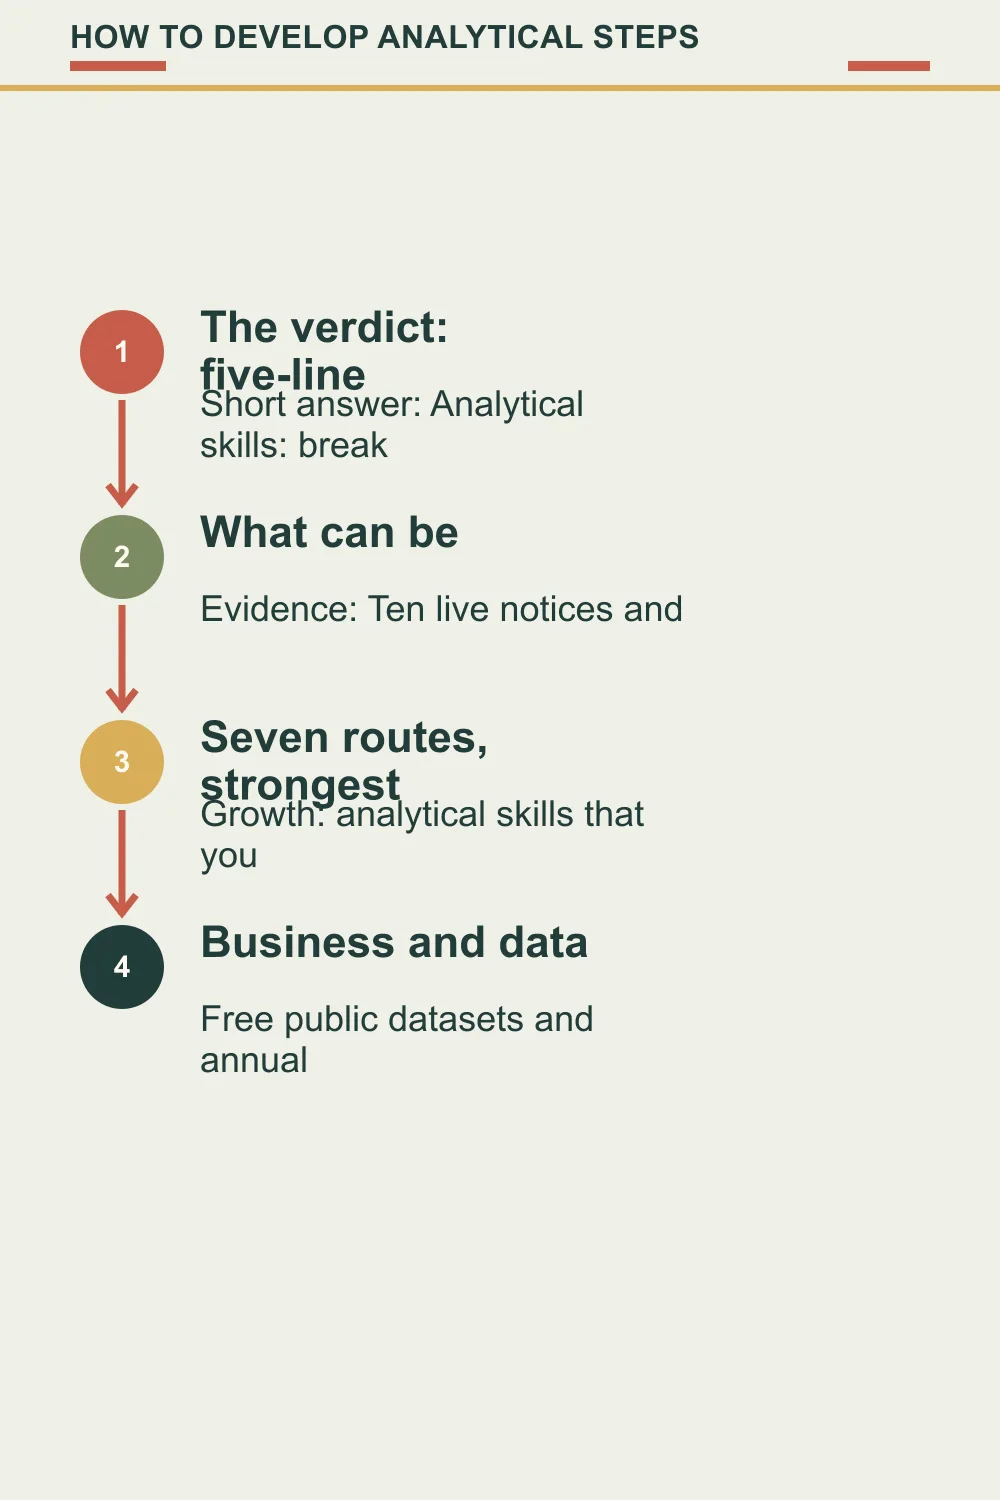 HOW TO DEVELOP ANALYTICAL STEPS
1
The verdict:
five-line
Short answer: Analytical
skills: break
2
What can be
Evidence: Ten live notices and
3
Seven routes,
strongest
Growth: analytical skills that
you
4
Business and data
Free public datasets and
annual